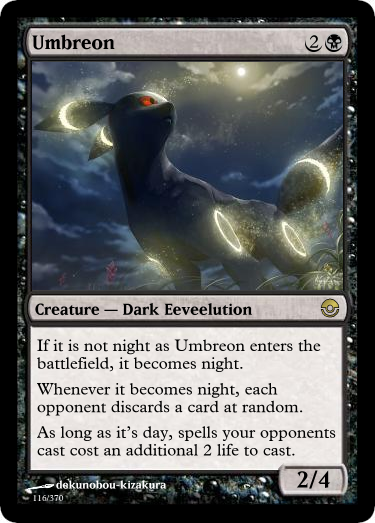 Umbreon 2
Creature — Dark Eeveelution
If it is not night as Umbreon enters the
battlefield, it becomes night.
Whenever it becomes night, each
opponent discards a card at random.
As long as it's day, spells your opponents
cast cost an additional 2 life to cast.
2/4
dekunobou-kizakura
116/370